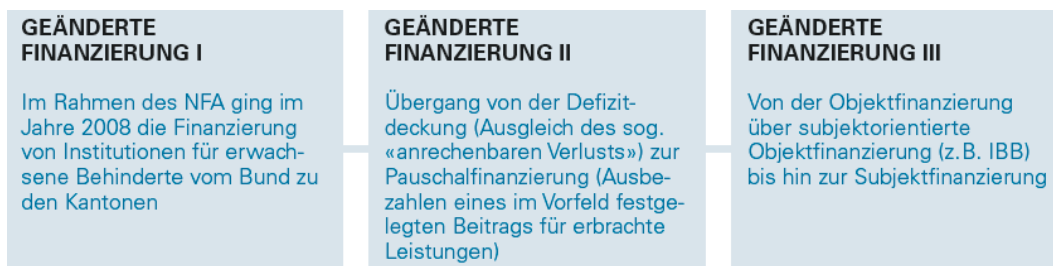 GEÄNDERTE
FINANZIERUNG I
Im Rahmen des NFA ging im
Jahre 2008 die Finanzierung
von Institutionen für erwach-
sene Behinderte vom Bund zu
den Kantonen
GEÄNDERTE
FINANZIERUNG II
Übergang von der Defizit-
deckung (Ausgleich des sog.
«anrechenbaren Verlusts») zur
Pauschalfinanzierung (Ausbe-
zahlen eines im Vorfeld festge-
legten Beitrags für erbrachte
Leistungen)
GEÄNDERTE
FINANZIERUNG III
Von der Objektfinanzierung
über subjektorientierte
Objektfinanzierung (z.B. IBB)
bis hin zur Subjektfinanzierung